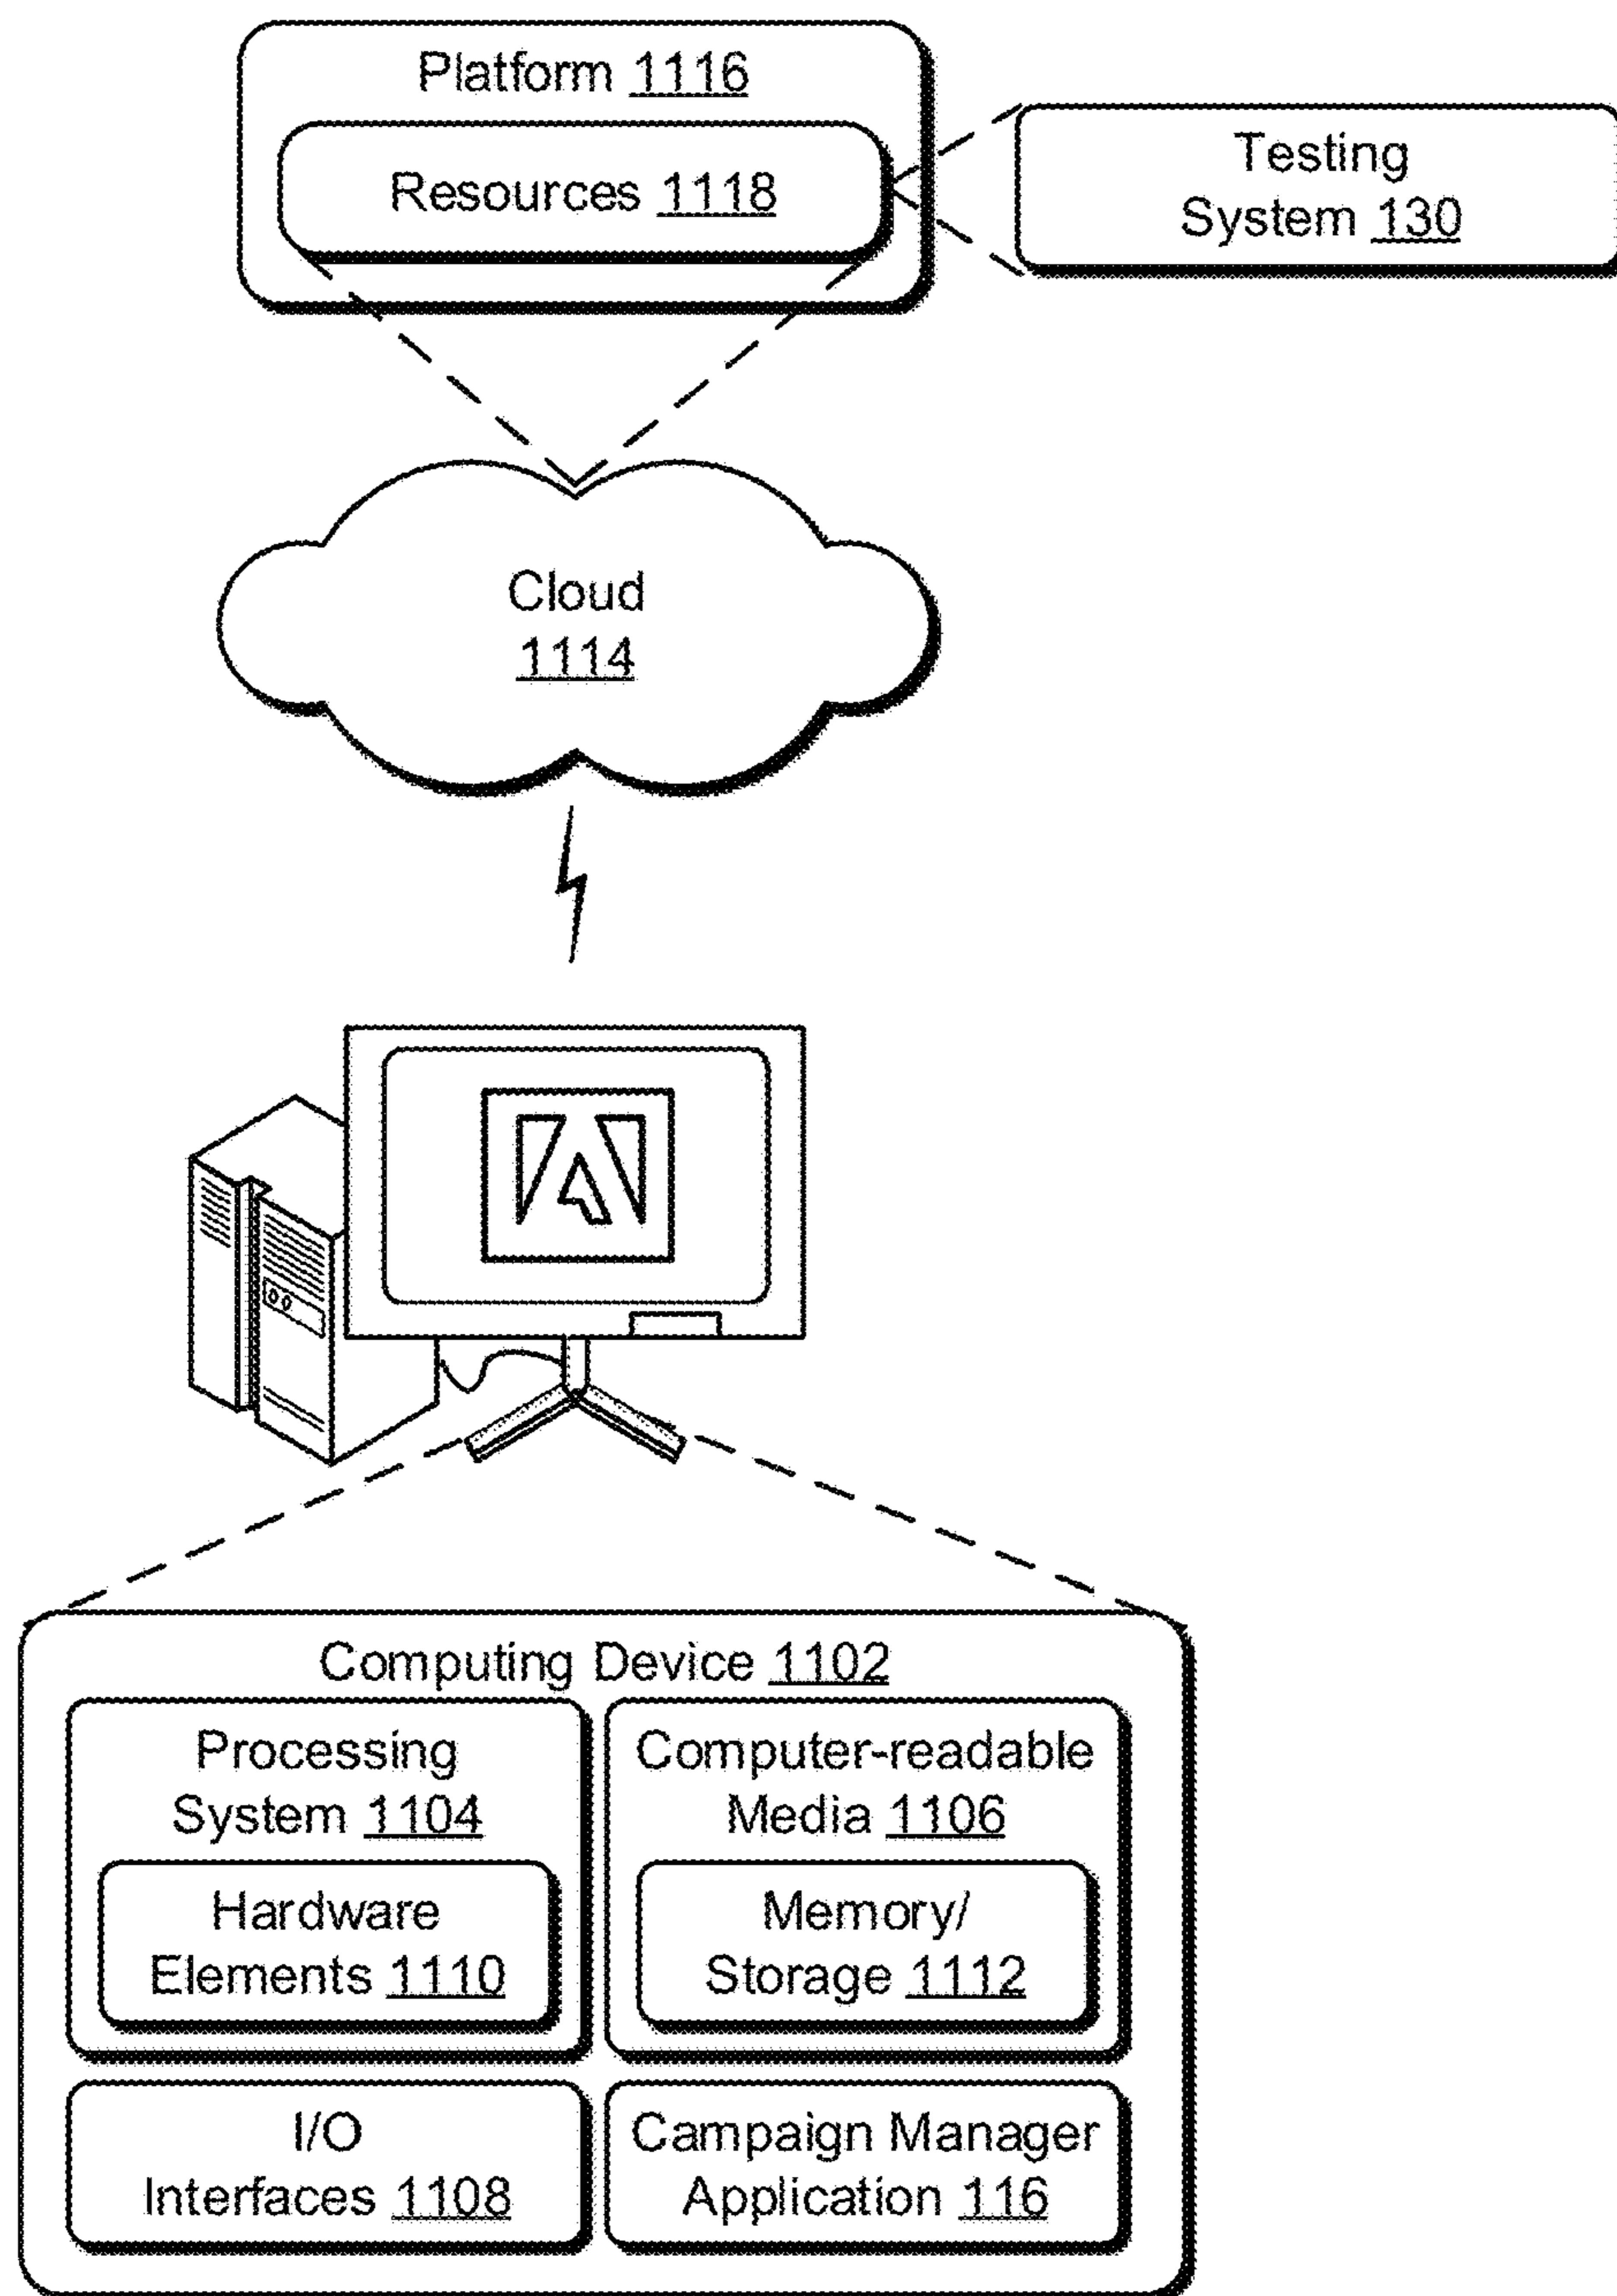 Platform 1116
Resources 1118
Testing
System 130
Cloud
1114
Computing Device 1102
Processing
System 1104
Hardware
Elements 1110
Computer-readable
Media 1106
Memory/
Storage 1112
I/O
Interfaces 1108
Campaign Manager
Application 116